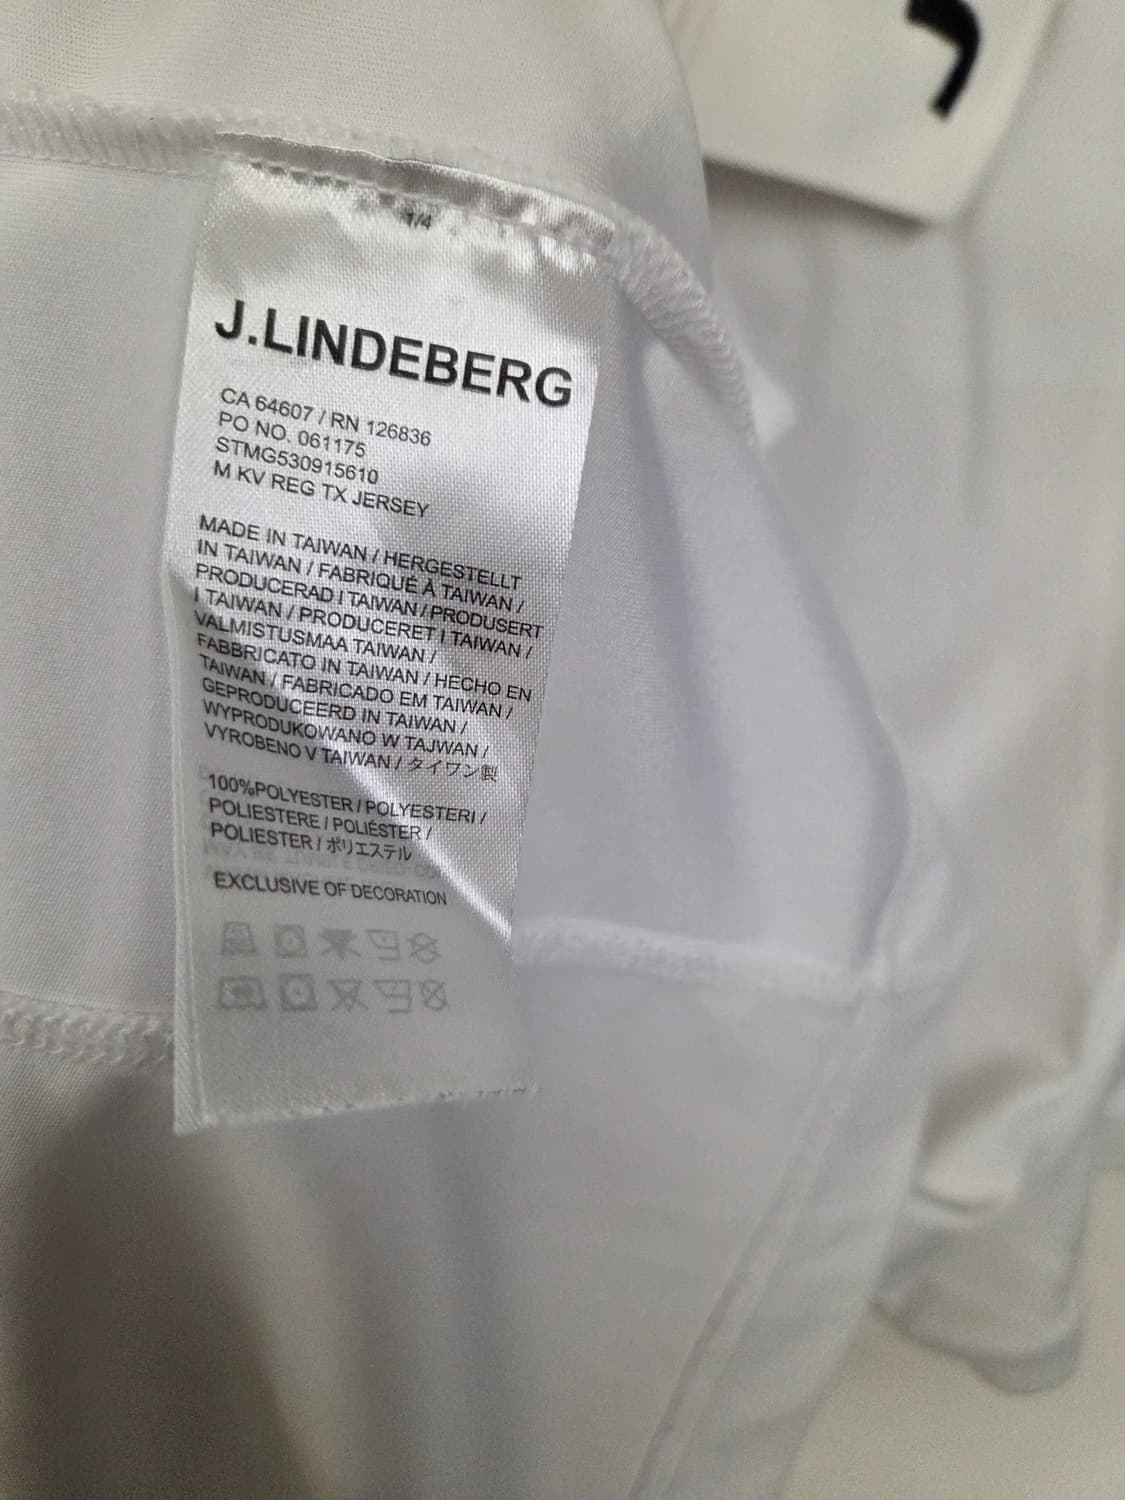 1/4
J.LINDEBERG
CA 64607 / RN 126836
PO NO. 061175
STMG530915610
M KV REG TX JERSEY
MADE IN TAIWAN / HERGESTELLT
IN TAIWAN / FABRIQUÉ À TAIWAN /
PRODUCERAD I TAIWAN / PRODUSERT
I TAIWAN / PRODUCERET I TAIWAN /
VALMISTUSMAA TAIWAN /
FABBRICATO IN TAIWAN / HECHO EN
TAIWAN / FABRICADO EM TAIWAN /
GEPRODUCEERD IN TAIWAN /
WYPRODUKOWANO W TAJWAN /
VYROBENO V TAIWAN / タイワン製
100%POLYESTER / POLYESTERI /
POLIESTERE / POLIÉSTER /
POLIESTER / ポリエステル
EXCLUSIVE OF DECORATION